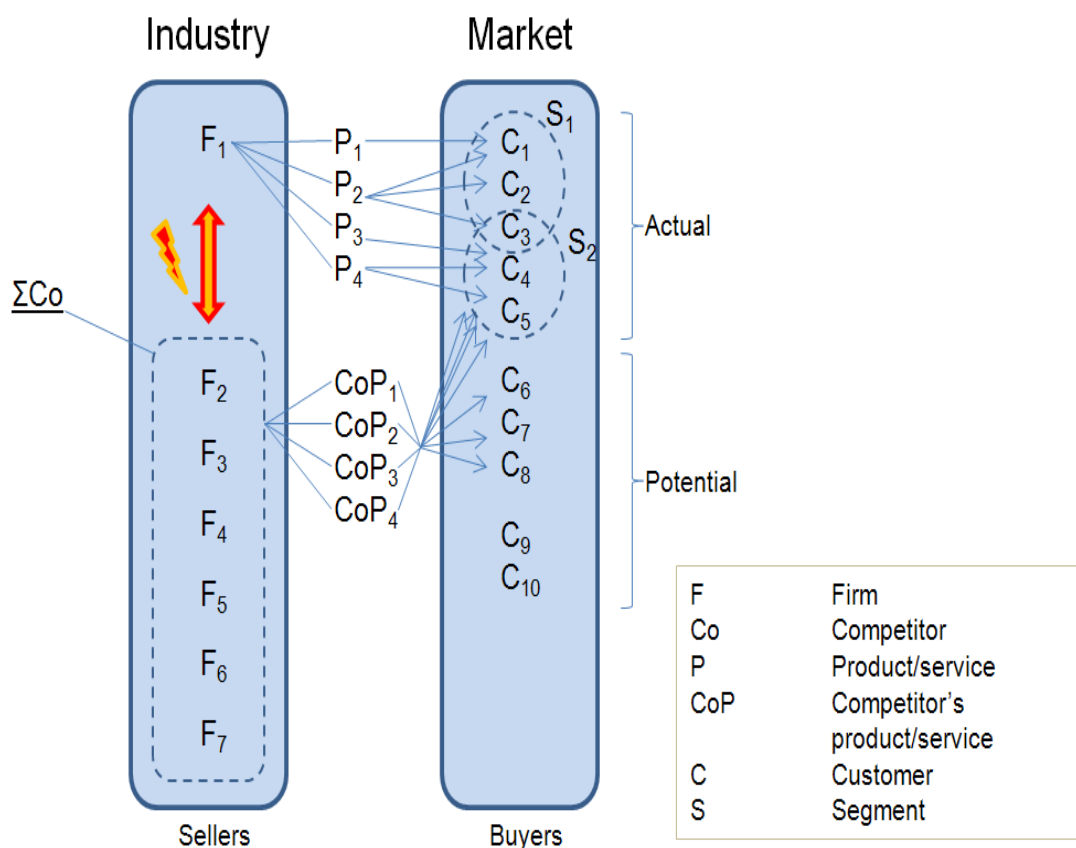 Industry
Market
F1
P1
P2
P3
P4
S1
C1
C2
C3
S2
C4
C5
Actual
ΣCo
F2
F3
F4
F5
F6
F7
CoP1
CoP2
CoP3
CoP4
C6
C7
C8
C9
C10
Potential
Sellers
Buyers
F Firm
Co Competitor
P Product/service
CoP Competitor’s
product/service
C Customer
S Segment